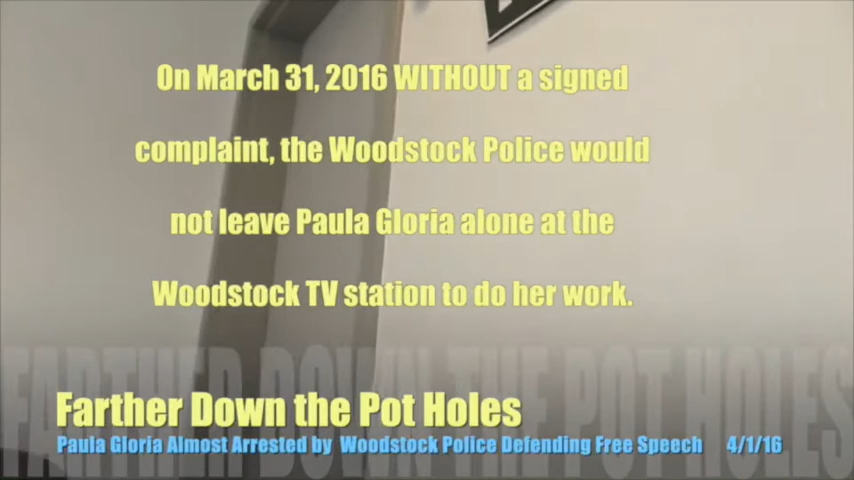 On March 31, 2016 WITHOUT a signed
complaint, the Woodstock Police would
not leave Paula Gloria alone at the
Woodstock TV station to do her work.
FARTHER DOWN THE POT HOLES
Farther Down the Pot Holes
Paula Gloria Almost Arrested by Woodstock Police Defending Free Speech 4/1/16